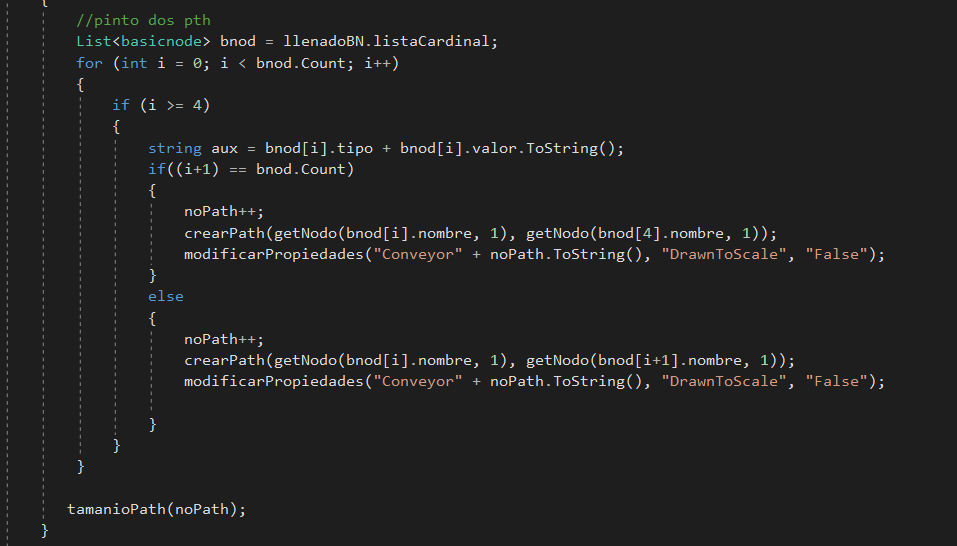 {
//pinto dos pth
List<basicnode> bnod = llenadoBN.listaCardinal;
for (int i = 0; i < bnod.Count; i++)
{
if (i >= 4)
{
string aux = bnod[i].tipo + bnod[i].valor.ToString();
if((i+1) == bnod.Count)
{
noPath++;
crearPath(getNodo(bnod[i].nombre, 1), getNodo(bnod[4].nombre, 1));
modificarPropiedades("Conveyor" + noPath.ToString(), "DrawnToScale", "False");
}
else
{
noPath++;
crearPath(getNodo(bnod[i].nombre, 1), getNodo(bnod[i+1].nombre, 1));
modificarPropiedades("Conveyor" + noPath.ToString(), "DrawnToScale", "False");
}
}
}
tamanioPath(noPath);
}